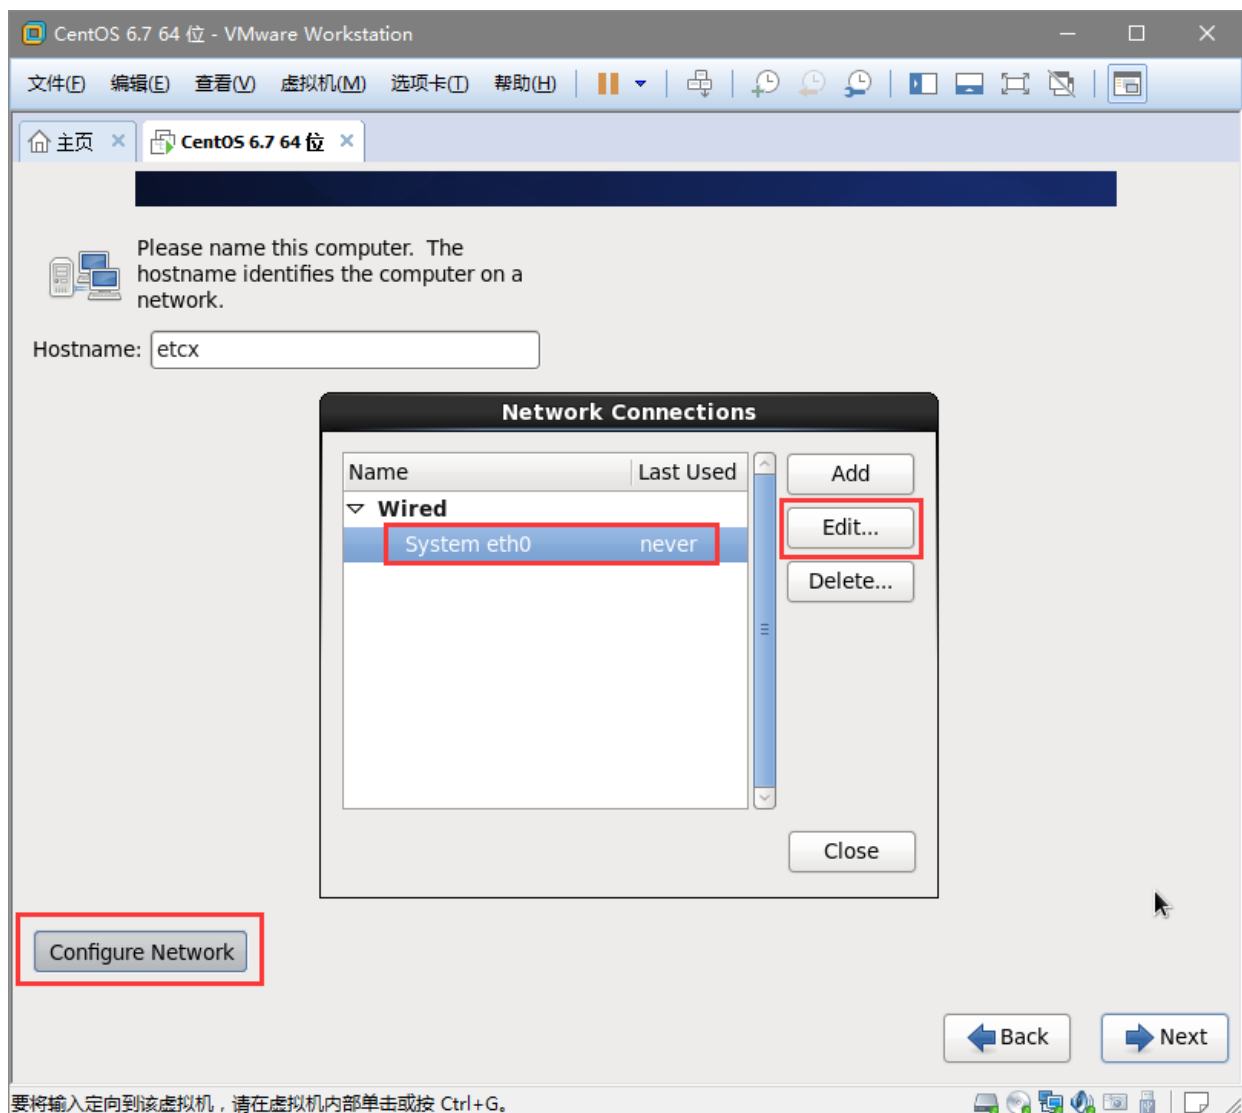 CentOS 6.7 64 位 - VMware Workstation
文件(F) 编辑(E) 查看(V) 虚拟机(M) 选项卡(T) 帮助(H)
主页 CentOS 6.7 64 位
Please name this computer. The
hostname identifies the computer on a
network.
Hostname: etcx
Network Connections
Name Last Used
Add
Wired
Edit...
System eth0 never
Delete...
Close
Configure Network
Back Next
要将输入定向到该虚拟机，请在虚拟机内部单击或按 Ctrl+G。